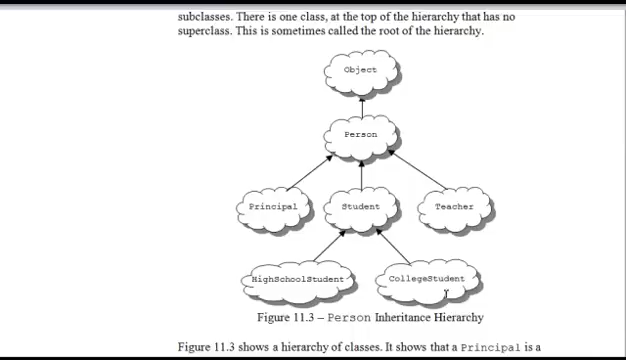 subclasses. There is one class, at the top of the hierarchy that has no
superclass. This is sometimes called the root of the hierarchy.
Object
Person
Principal
Student
Teacher
HighSchoolStudent
CollegeStudent
Figure 11.3 – Person Inheritance Hierarchy
Figure 11.3 shows a hierarchy of classes. It shows that a Principal is a